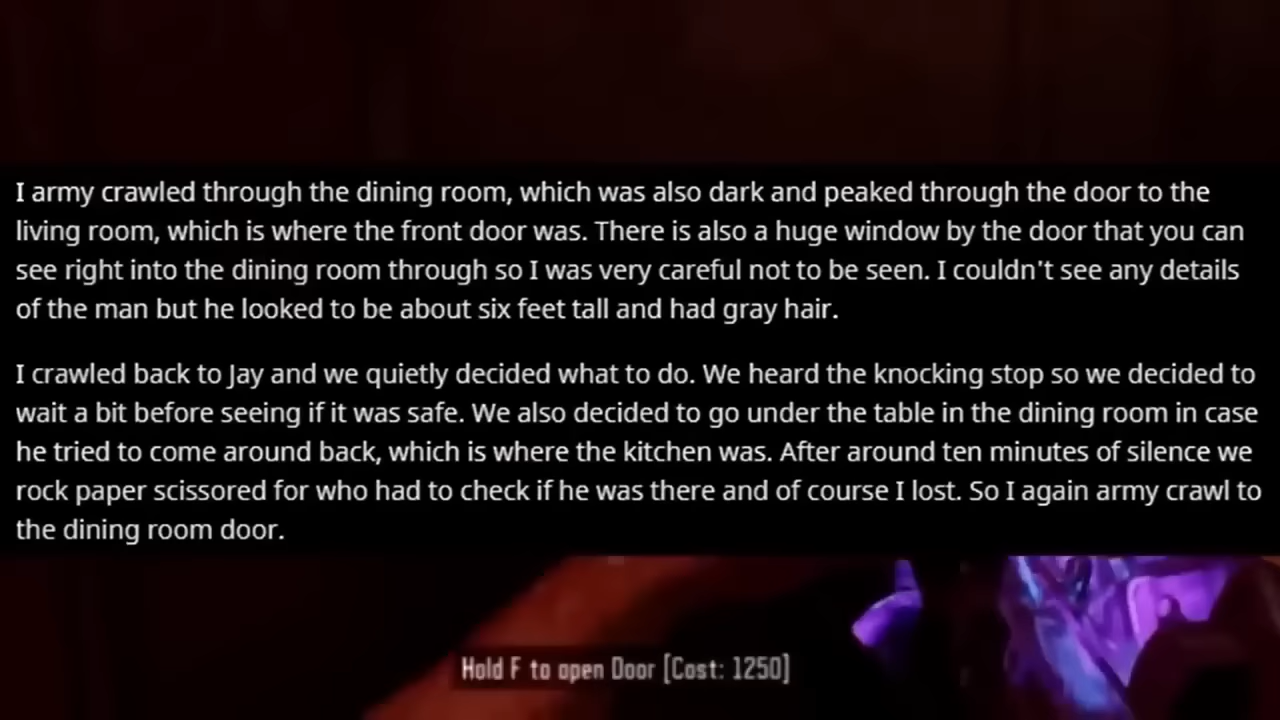 I army crawled through the dining room, which was also dark and peaked through the door to the
living room, which is where the front door was. There is also a huge window by the door that you can
see right into the dining room through so I was very careful not to be seen. I couldn't see any details
of the man but he looked to be about six feet tall and had gray hair.
I crawled back to Jay and we quietly decided what to do. We heard the knocking stop so we decided to
wait a bit before seeing if it was safe. We also decided to go under the table in the dining room in case
he tried to come around back, which is where the kitchen was. After around ten minutes of silence we
rock paper scissored for who had to check if he was there and of course I lost. So I again army crawl to
the dining room door.
Hold F to open Door [Cost: 1250]